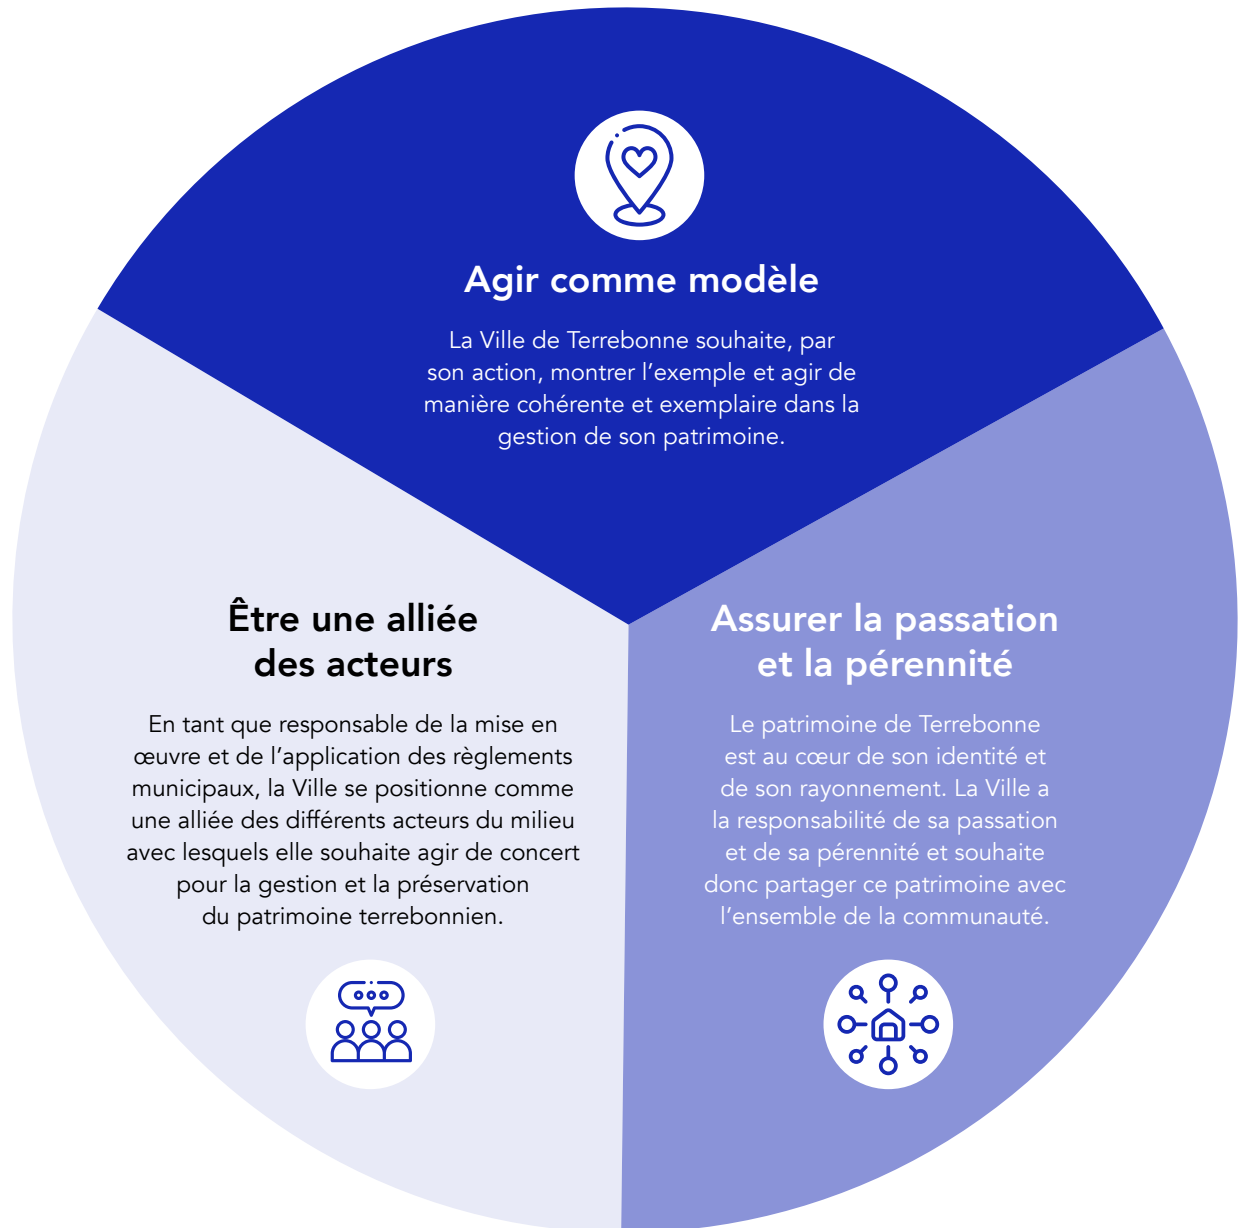 Agir comme modèle
La Ville de Terrebonne souhaite, par
son action, montrer l’exemple et agir de
manière cohérente et exemplaire dans la
gestion de son patrimoine.
Être une alliée
des acteurs
En tant que responsable de la mise en
œuvre et de l’application des règlements
municipaux, la Ville se positionne comme
une alliée des différents acteurs du milieu
avec lesquels elle souhaite agir de concert
pour la gestion et la préservation
du patrimoine terrebonnien.
Assurer la passation
et la pérennité
Le patrimoine de Terrebonne
est au cœur de son identité et
de son rayonnement. La Ville a
la responsabilité de sa passation
et de sa pérennité et souhaite
donc partager ce patrimoine avec
l’ensemble de la communauté.